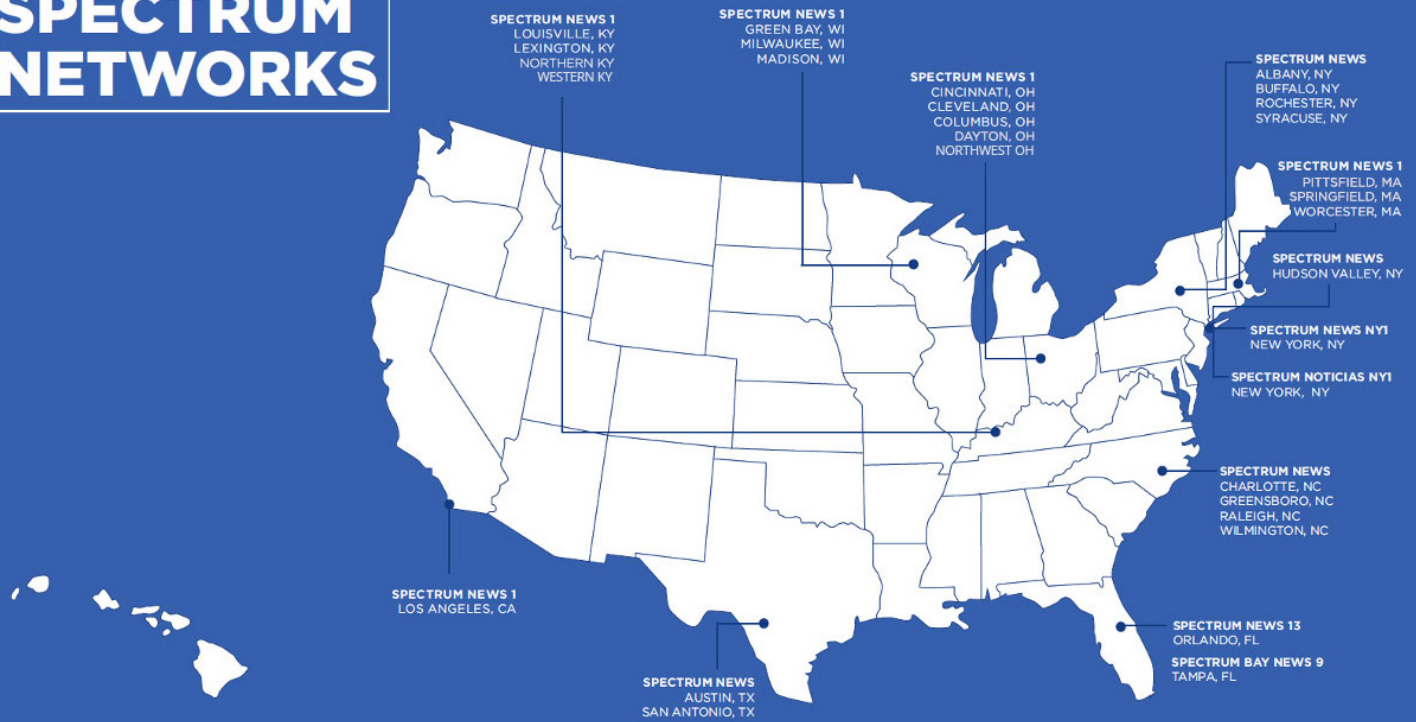 SPECTRUM
NETWORKS
SPECTRUM NEWS 1
LOUISVILLE, KY
LEXINGTON, KY
NORTHERN KY
WESTERN KY
SPECTRUM NEWS 1
GREEN BAY, WI
MILWAUKEE, WI
MADISON, WI
SPECTRUM NEWS 1
CINCINNATI, OH
CLEVELAND, OH
COLUMBUS, OH
DAYTON, OH
NORTHWEST OH
SPECTRUM NEWS
ALBANY, NY
BUFFALO, NY
ROCHESTER, NY
SYRACUSE, NY
SPECTRUM NEWS 1
PITTSFIELD, MA
SPRINGFIELD, MA
WORCESTER, MA
SPECTRUM NEWS
HUDSON VALLEY, NY
SPECTRUM NEWS NY1
NEW YORK, NY
SPECTRUM NOTICIAS NY1
NEW YORK, NY
SPECTRUM NEWS
CHARLOTTE, NC
GREENSBORO, NC
RALEIGH, NC
WILMINGTON, NC
SPECTRUM NEWS 1
LOS ANGELES, CA
SPECTRUM NEWS 13
ORLANDO, FL
SPECTRUM BAY NEWS 9
TAMPA, FL
SPECTRUM NEWS
AUSTIN, TX
SAN ANTONIO, TX